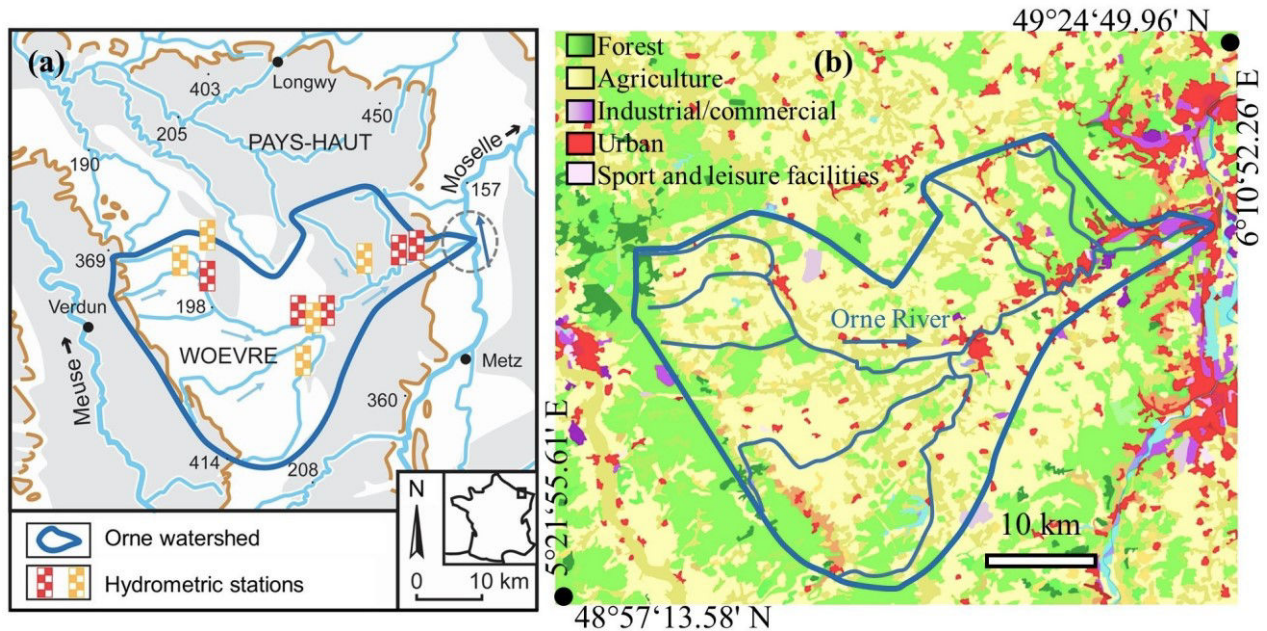 (a)
403
Longwy
205
450
PAYS-HAUT
190
Moselle →
157
369
Verdun
198
WOEVRE
Meuse →
Metz
360
414
208
N
0 10 km
Orne watershed
Hydrometric stations
49°24‘49.96' N
Forest
(b)
Agriculture
Industrial/commercial
Urban
Sport and leisure facilities
6°10‘52.26' E
Orne River
10 km
5°21‘55.61' E
48°57‘13.58' N